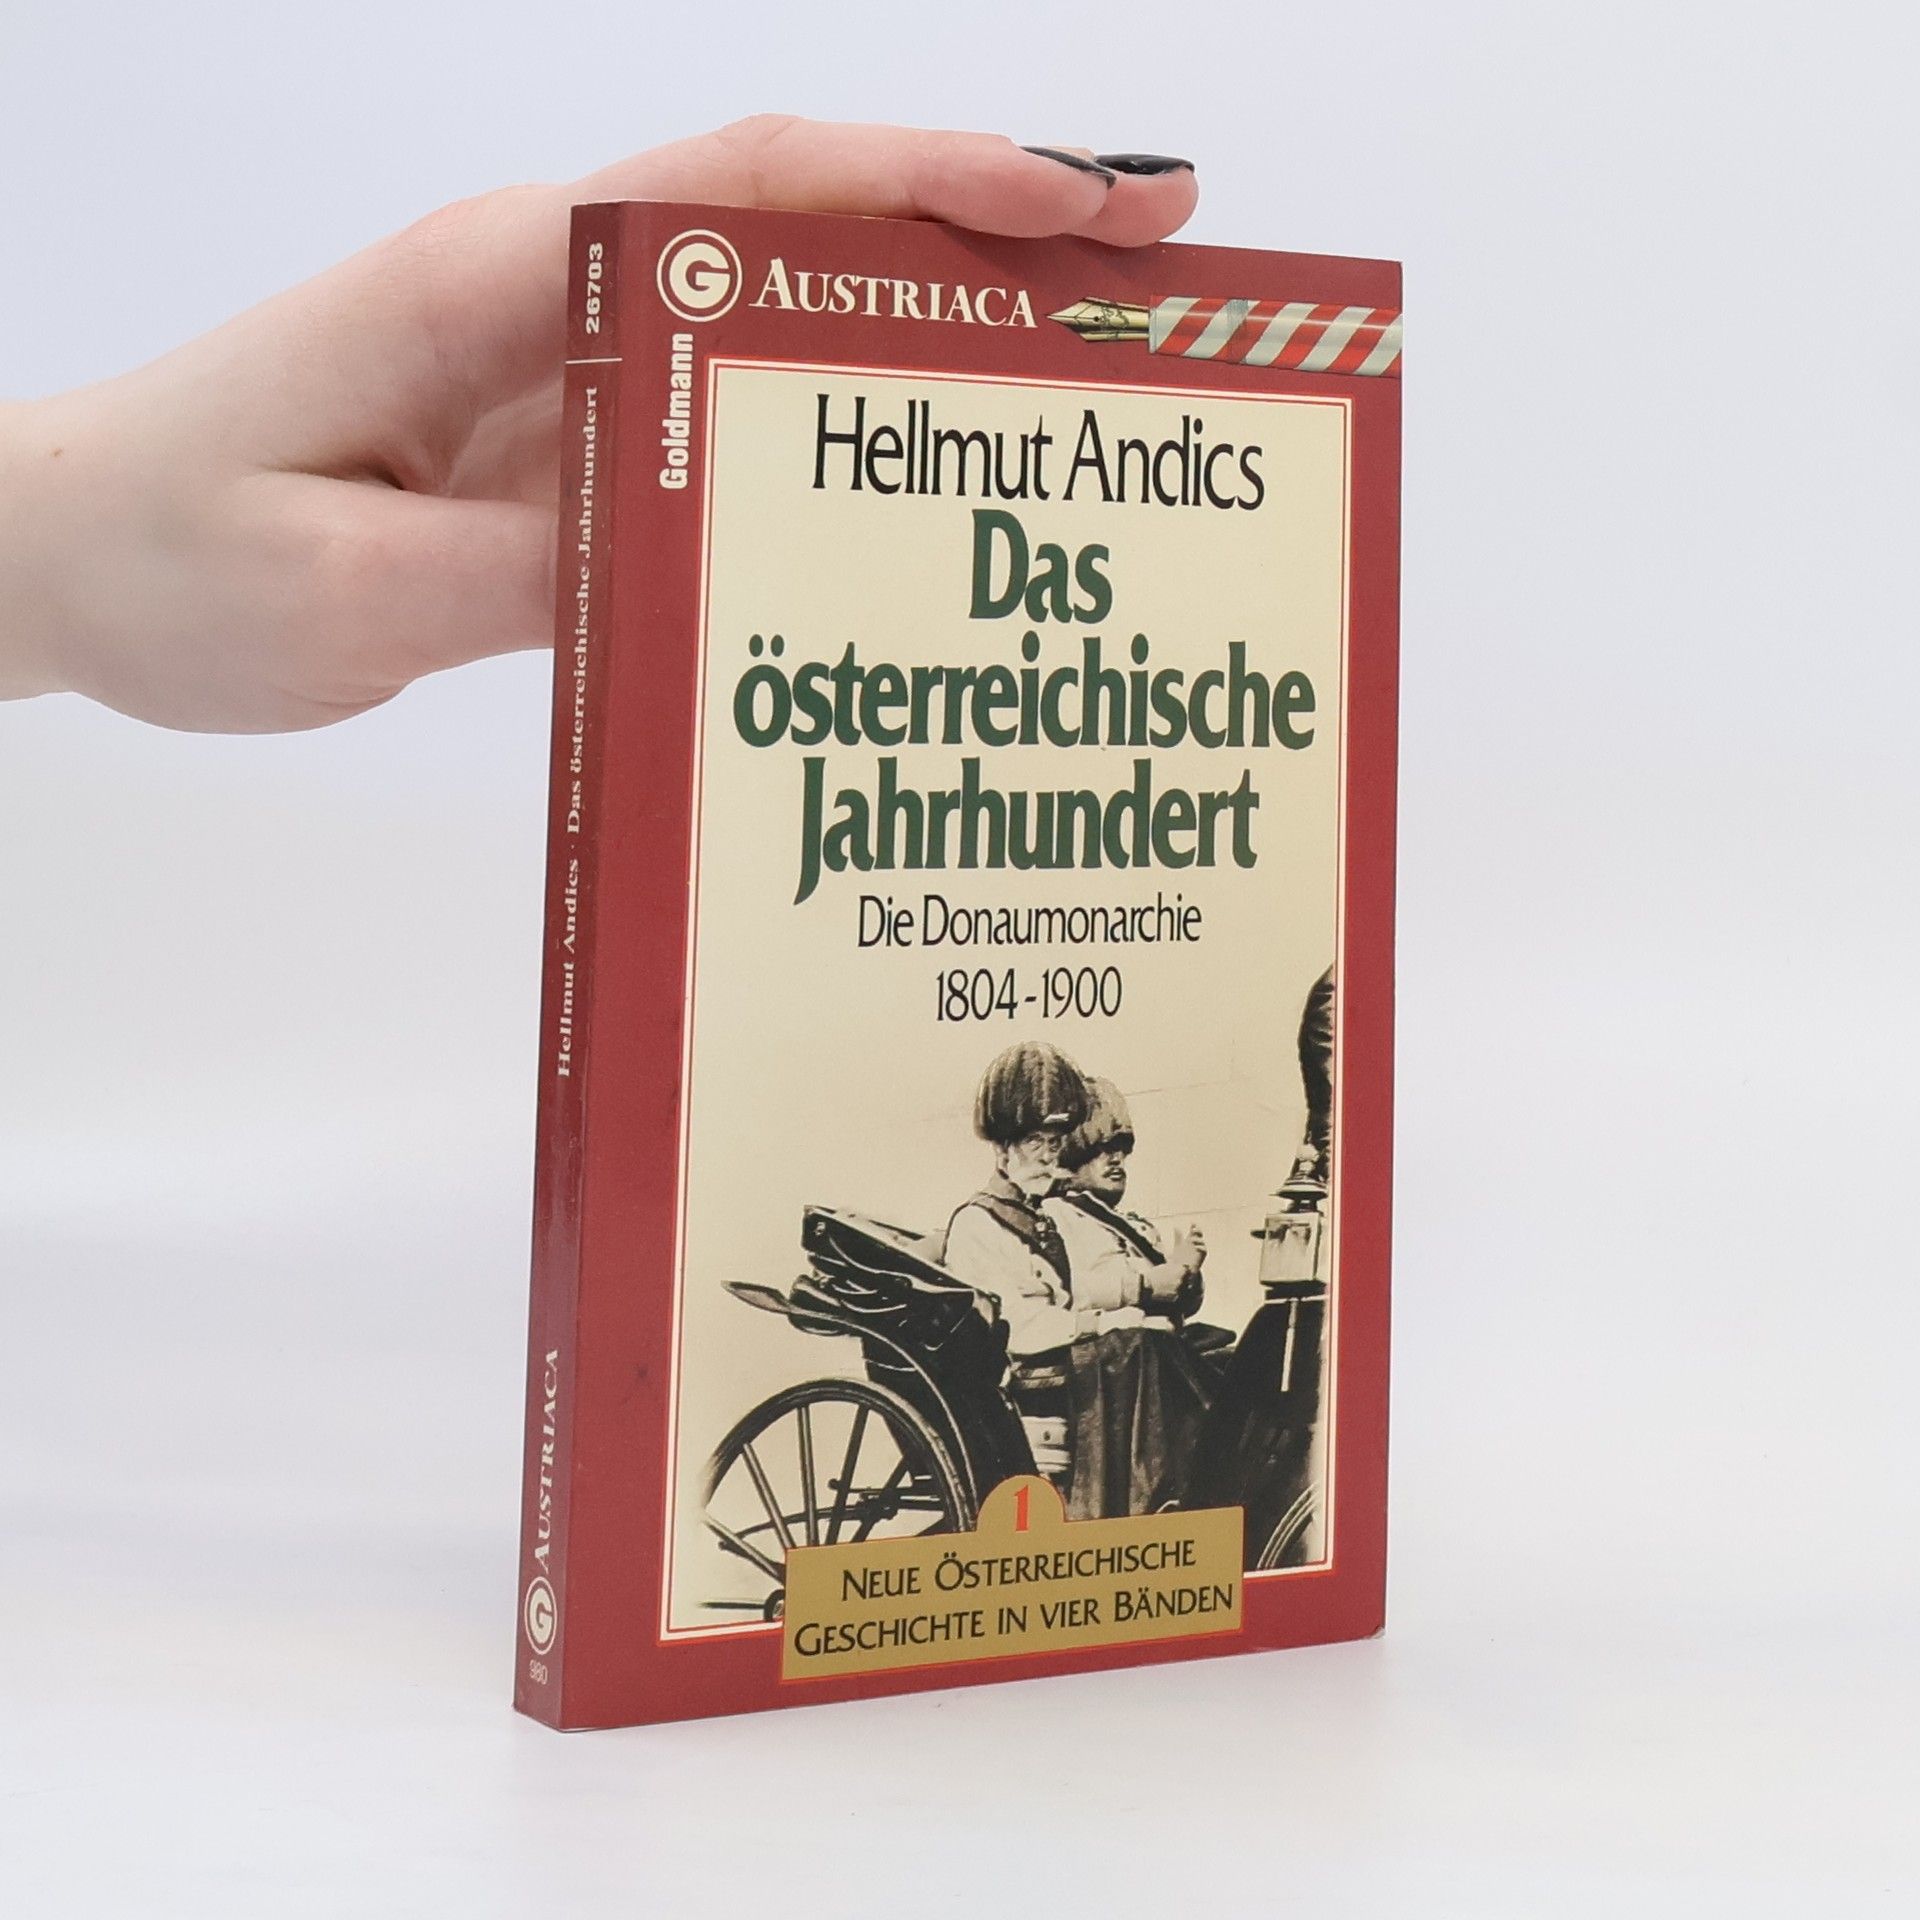 G AUSTRIACA
Goldmann
Hellmut Andics
Das
österreichische
Jahrhundert
Die Donaumonarchie
1804-1900
1
NEUE ÖSTERREICHISCHE
GESCHICHTE IN VIER BÄNDEN
26703
Hellmut Andics · Das österreichische Jahrhundert
G AUSTRIACA
980